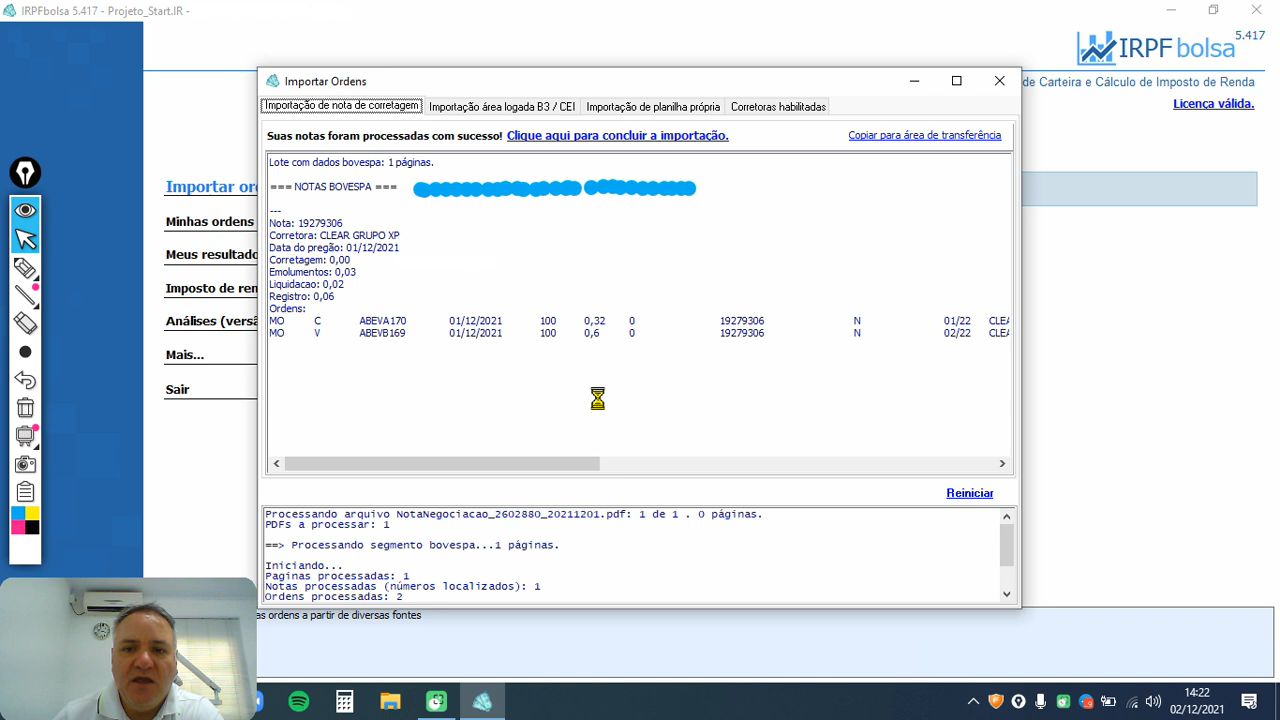 IRPFbolsa 5.417 - Projeto_Start.IR -
5.417
IRPF bolsa
de Carteira e Cálculo de Imposto de Renda
Licença válida.
Importar or
Minhas ordens
Meus resultado
Imposto de ren
Análises (versã
Mais...
Sair
Importar Ordens
Importação de nota de corretagem
Importação área logada B3 / CEI
Importação de planilha própria
Corretoras habilitadas
Suas notas foram processadas com sucesso! Clique aqui para concluir a importação.
Copiar para área de transferência
Lote com dados bovespa: 1 páginas.
=== NOTAS BOVESPA ===
---
Nota: 19279306
Corretora: CLEAR GRUPO XP
Data do pregão: 01/12/2021
Corretagem: 0,00
Emolumentos: 0,03
Liquidacao: 0,02
Registro: 0,06
Ordens:
MO C ABEVA170 01/12/2021 100 0,32 0 19279306 N 01/22 CLEA
MO V ABEVB169 01/12/2021 100 0,6 0 19279306 N 02/22 CLEA
Reiniciar
Processando arquivo NotaNegociacao_2602880_20211201.pdf: 1 de 1 . 0 páginas.
PDFs a processar: 1
==> Processando segmento bovespa...1 páginas.
Iniciando...
Paginas processadas: 1
Notas processadas (números localizados): 1
Ordens processadas: 2
as ordens a partir de diversas fontes
14:22
02/12/2021